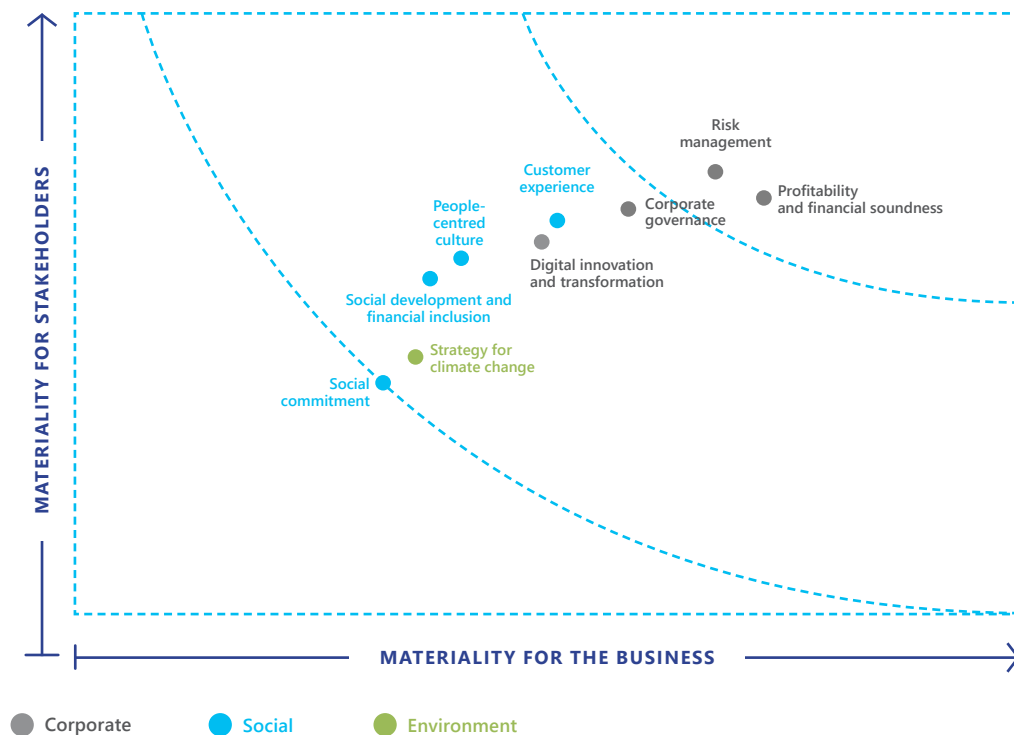 MATERIALITY FOR STAKEHOLDERS
Risk
management
Customer
experience
Profitability
and financial soundness
People-
centred
culture
Corporate
governance
Digital innovation
and transformation
Social development and
financial inclusion
Strategy for
climate change
Social
commitment
MATERIALITY FOR THE BUSINESS
Corporate
Social
Environment